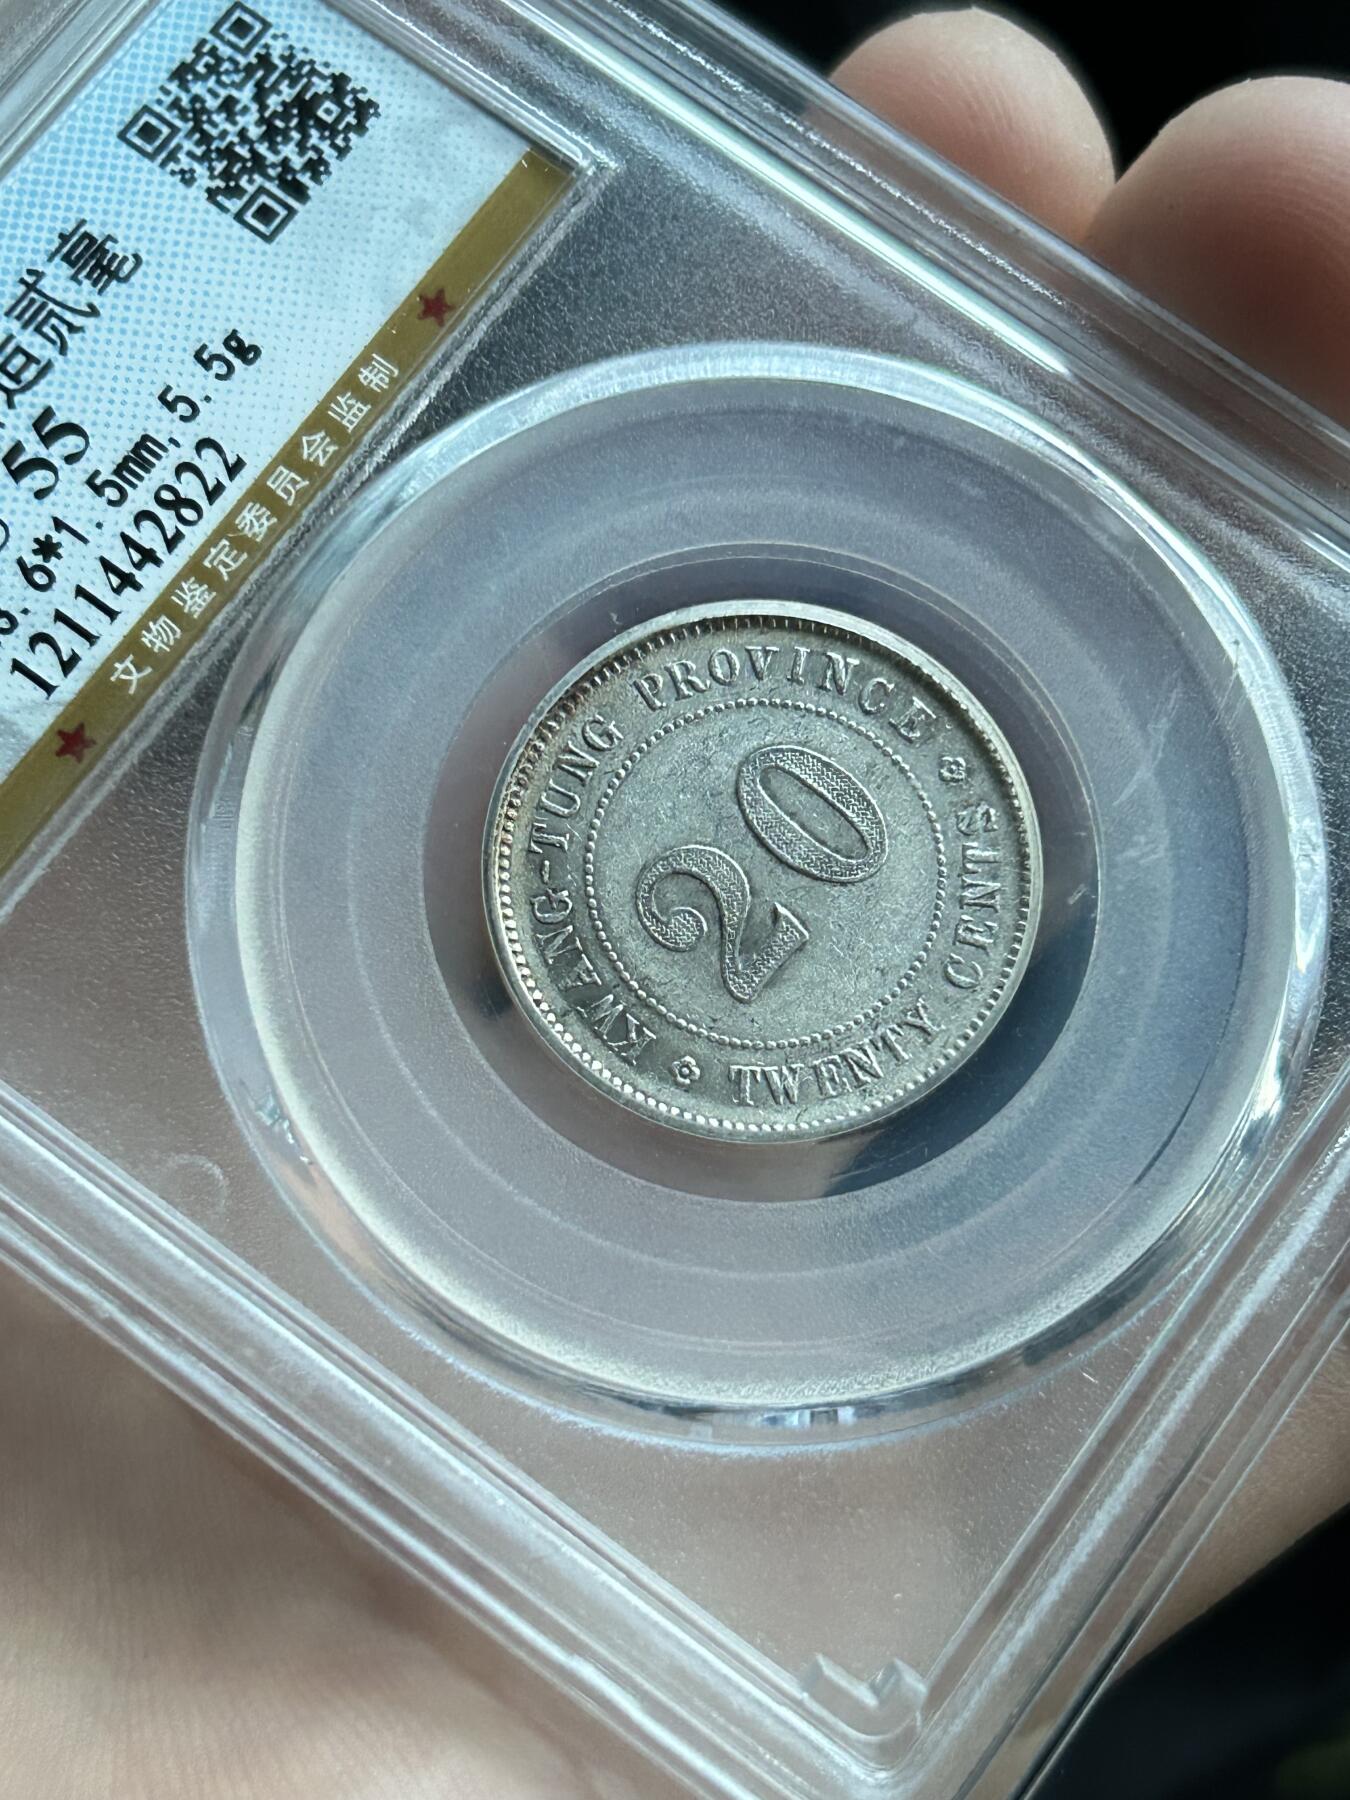 贰毫
55
6*1.5mm, 5.5g
1211442822
文物鉴定委员会监制
KWANG-TUNG PROVINCE
20
TWENTY CENTS